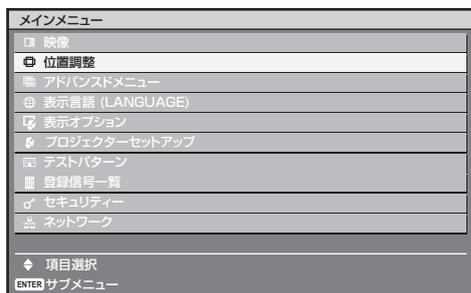 メインメニュー
映像
位置調整
アドバンスドメニュー
表示言語 (LANGUAGE)
表示オプション
プロジェクターセットアップ
テストパターン
登録信号一覧
セキュリティー
ネットワーク
項目選択
ENTER サブメニュー